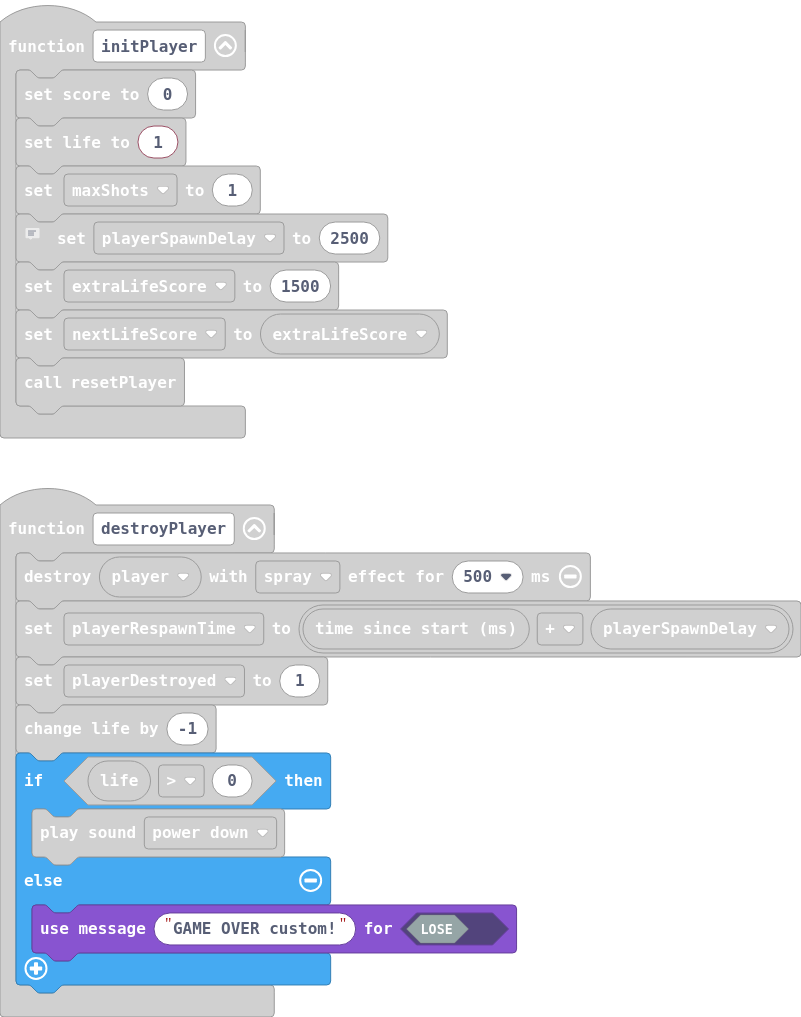 function initPlayer
set score to 0
set life to 1
set maxShots to 1
set playerSpawnDelay to 2500
set extraLifeScore to 1500
set nextLifeScore to extraLifeScore
call resetPlayer
function destroyPlayer
destroy player with spray effect for 500 ms
set playerRespawnTime to time since start (ms) + playerSpawnDelay
set playerDestroyed to 1
change life by -1
if life > 0 then
play sound power down
else
use message "GAME OVER custom!" for LOSE